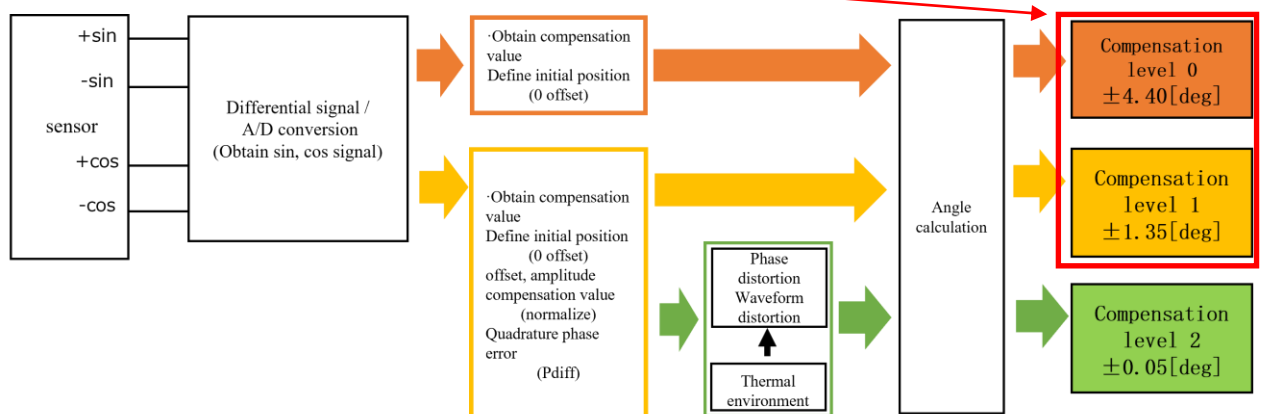 +sin
-sin
sensor
+cos
-cos
Differential signal /
A/D conversion
(Obtain sin, cos signal)
·Obtain compensation
value
Define initial position
(0 offset)
·Obtain compensation
value
Define initial position
(0 offset)
offset, amplitude
compensation value
(normalize)
Quadrature phase
error
(Pdiff)
Phase
distortion
Waveform
distortion
Thermal
environment
Angle
calculation
Compensation
level 0
±4.40[deg]
Compensation
level 1
±1.35[deg]
Compensation
level 2
±0.05[deg]